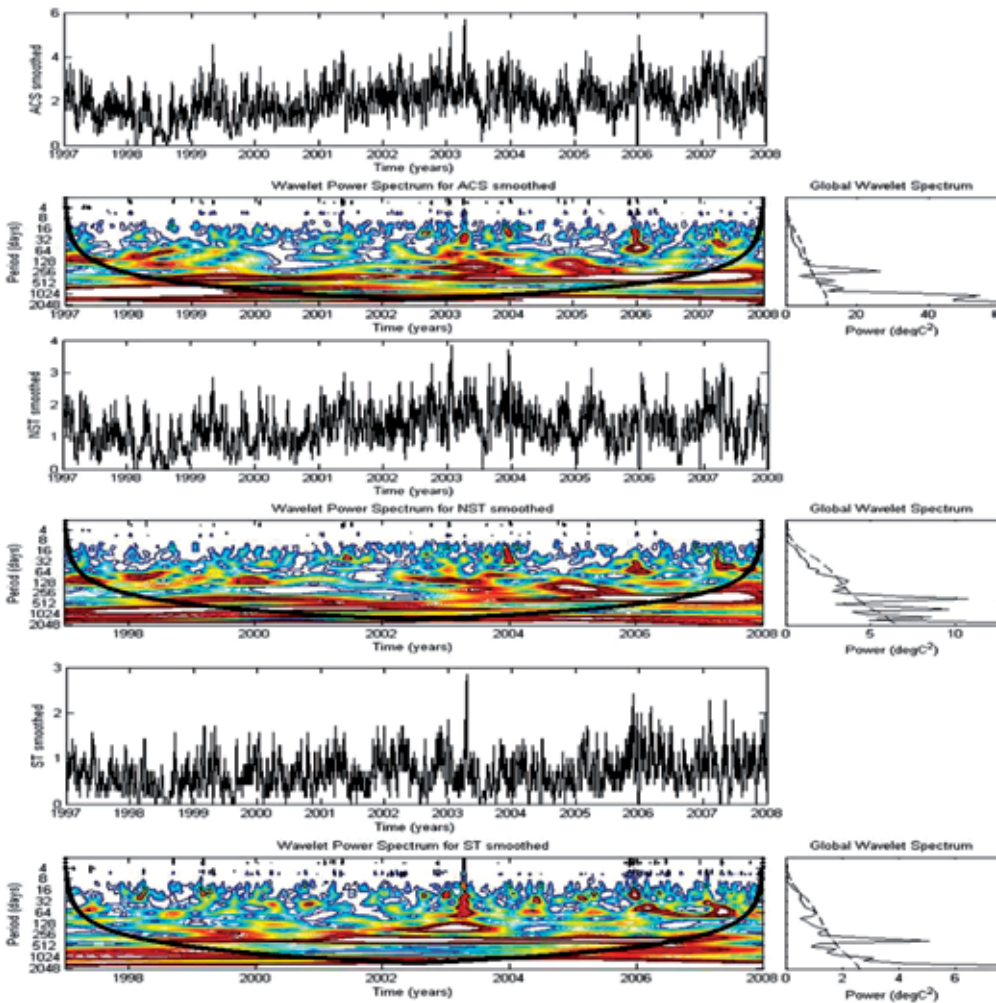 6
4
2
0
ACS smoothed
1997 1998 1999 2000 2001 2002 2003 2004 2005 2006 2007 2008
Time (years)
Wavelet Power Spectrum for ACS smoothed
Global Wavelet Spectrum
Period (days)
4
8
16
32
64
128
256
512
1024
2048
1997 1998 1999 2000 2001 2002 2003 2004 2005 2006 2007 2008
Time (years)
0 20 40
Power (degC²)
4
3
2
1
0
NST smoothed
1997 1998 1999 2000 2001 2002 2003 2004 2005 2006 2007 2008
Time (years)
Wavelet Power Spectrum for NST smoothed
Global Wavelet Spectrum
Period (days)
4
8
16
32
64
128
256
512
1024
2048
1998 2000 2002 2004 2006 2008
Time (years)
0 5 10
Power (degC²)
3
2
1
0
ST smoothed
1997 1998 1999 2000 2001 2002 2003 2004 2005 2006 2007 2008
Time (years)
Wavelet Power Spectrum for ST smoothed
Global Wavelet Spectrum
Period (days)
4
8
16
32
64
128
256
512
1024
2048
1998 2000 2002 2004 2006 2008
Time (years)
0 2 4 6
Power (degC²)